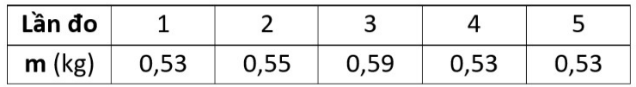 Lần đo 1 2 3 4 5
m (kg) 0,53 0,55 0,59 0,53 0,53